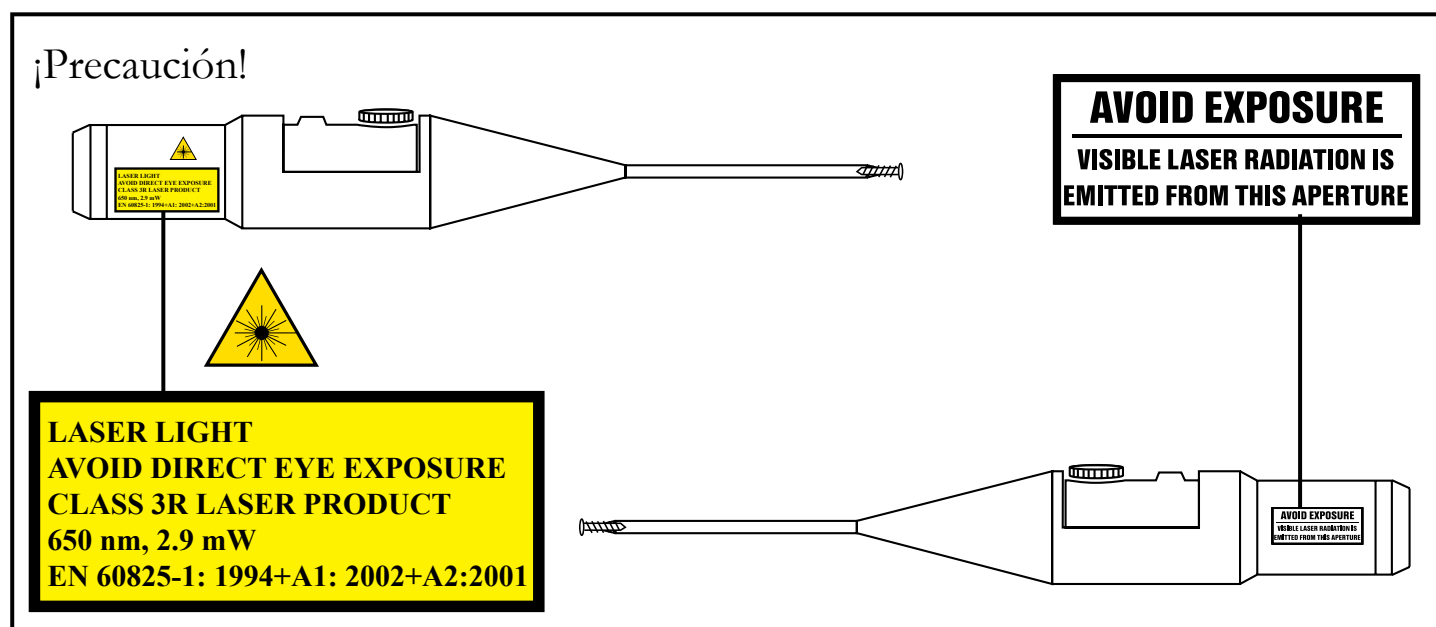 ¡Precaución!
LASER LIGHT
AVOID DIRECT EYE EXPOSURE
CLASS 3R LASER PRODUCT
650 nm, 2.9 mW
EN 60825-1: 1994+A1: 2002+A2:2001
AVOID EXPOSURE
VISIBLE LASER RADIATION IS
EMITTED FROM THIS APERTURE
LASER LIGHT
AVOID DIRECT EYE EXPOSURE
CLASS 3R LASER PRODUCT
650 nm, 2.9 mW
EN 60825-1: 1994+A1: 2002+A2:2001
AVOID EXPOSURE
VISIBLE LASER RADIATION IS
EMITTED FROM THIS APERTURE